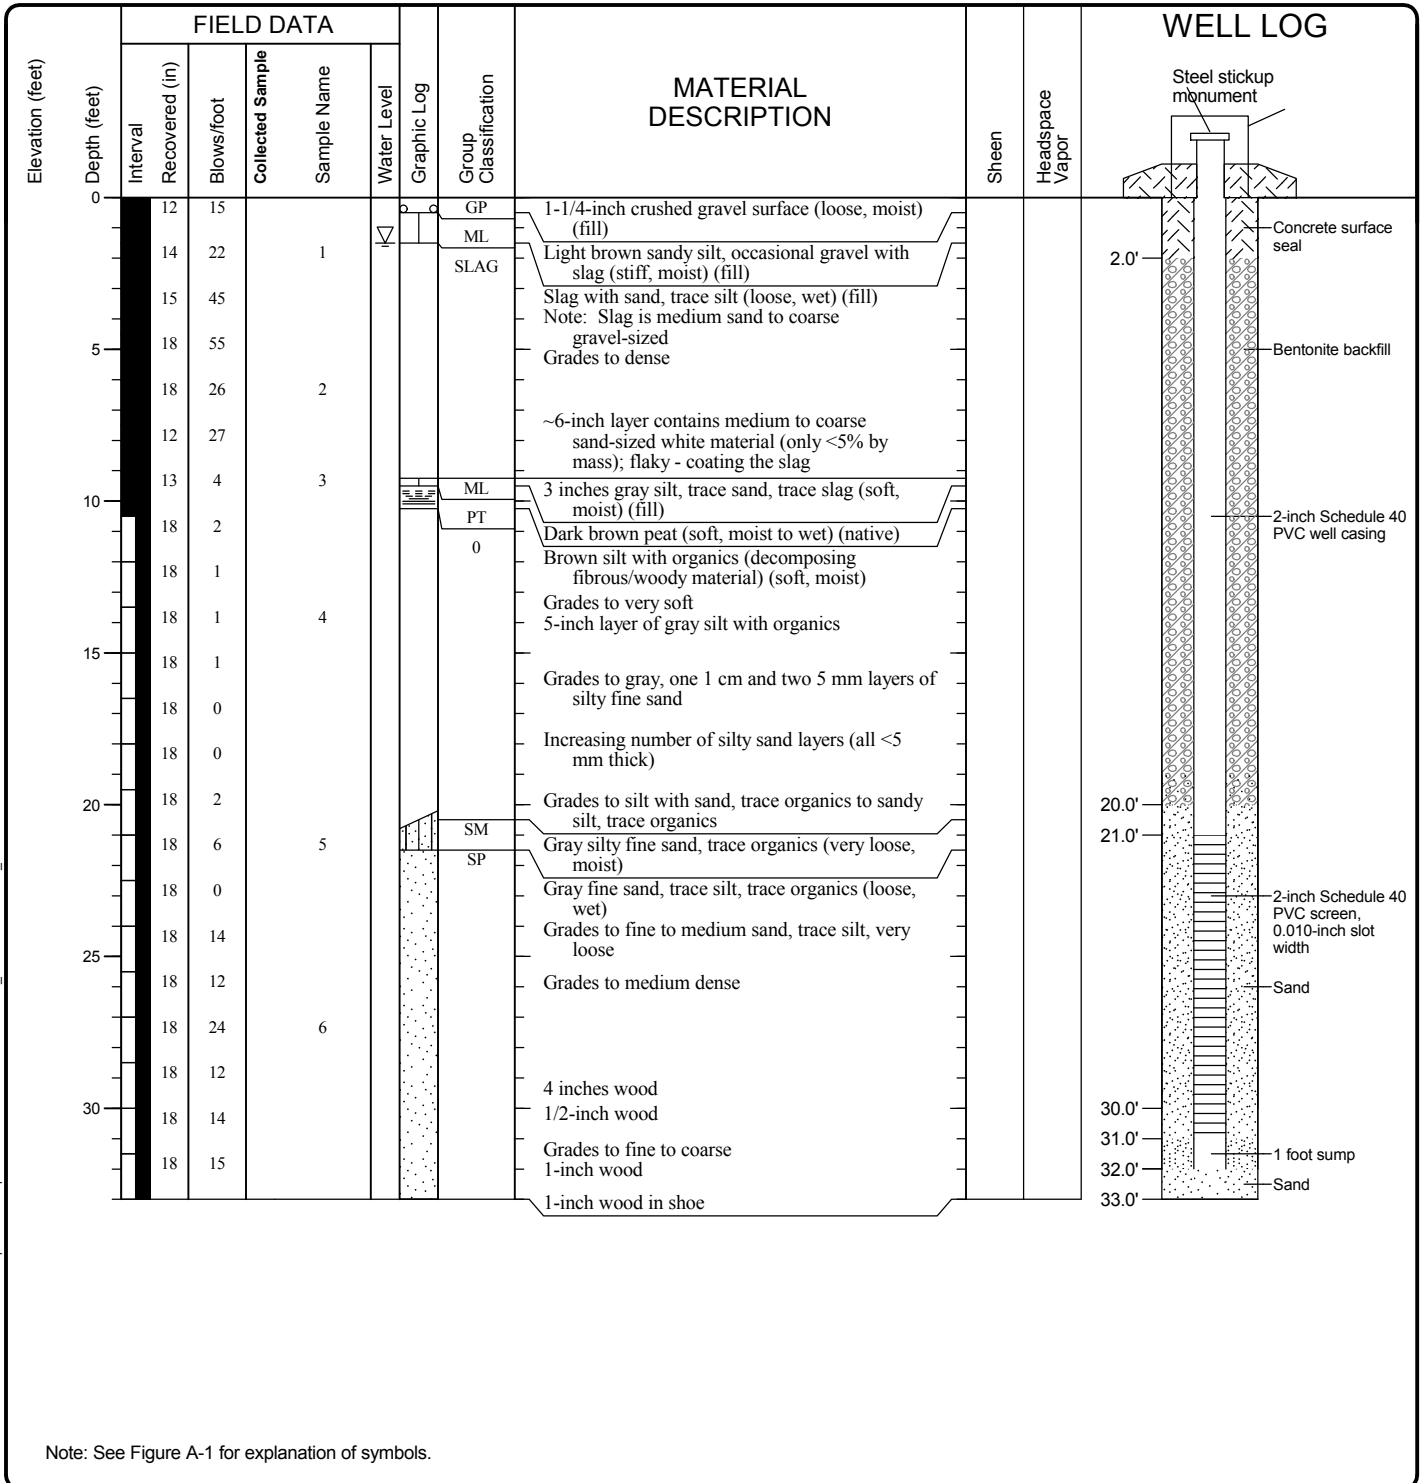 FIELD DATA
WELL LOG
Elevation (feet)
Depth (feet)
Interval
Recovered (in)
Blows/foot
Collected Sample
Sample Name
Water Level
Graphic Log
Group
Classification
MATERIAL
DESCRIPTION
Sheen
Headspace
Vapor
Steel stickup
monument
0
12 15
GP
1-1/4-inch crushed gravel surface (loose, moist)
(fill)
ML
Concrete surface
seal
14 22 1
SLAG
Light brown sandy silt, occasional gravel with
slag (stiff, moist) (fill)
2.0'
15 45
Slag with sand, trace silt (loose, wet) (fill)
Note: Slag is medium sand to coarse
gravel-sized
18 55
5
Grades to dense
Bentonite backfill
18 26 2
12 27
~6-inch layer contains medium to coarse
sand-sized white material (only <5% by
mass); flaky - coating the slag
13 4 3
ML
3 inches gray silt, trace sand, trace slag (soft,
moist) (fill)
10
PT
2-inch Schedule 40
PVC well casing
18 2
Dark brown peat (soft, moist to wet) (native)
0
Brown silt with organics (decomposing
fibrous/woody material) (soft, moist)
18 1
Grades to very soft
18 1 4
5-inch layer of gray silt with organics
15
18 1
Grades to gray, one 1 cm and two 5 mm layers of
silty fine sand
18 0
Increasing number of silty sand layers (all <5
mm thick)
18 0
18 2
20
Grades to silt with sand, trace organics to sandy
silt, trace organics
20.0'
SM
21.0'
18 6 5
Gray silty fine sand, trace organics (very loose,
moist)
SP
18 0
Gray fine sand, trace silt, trace organics (loose,
wet)
2-inch Schedule 40
PVC screen,
0.010-inch slot
width
18 14
Grades to fine to medium sand, trace silt, very
loose
25
18 12
Grades to medium dense
Sand
18 24 6
18 12
4 inches wood
30
1/2-inch wood
30.0'
18 14
31.0'
Grades to fine to coarse
1 foot sump
18 15
1-inch wood
32.0'
Sand
1-inch wood in shoe
33.0'
Note: See Figure A-1 for explanation of symbols.